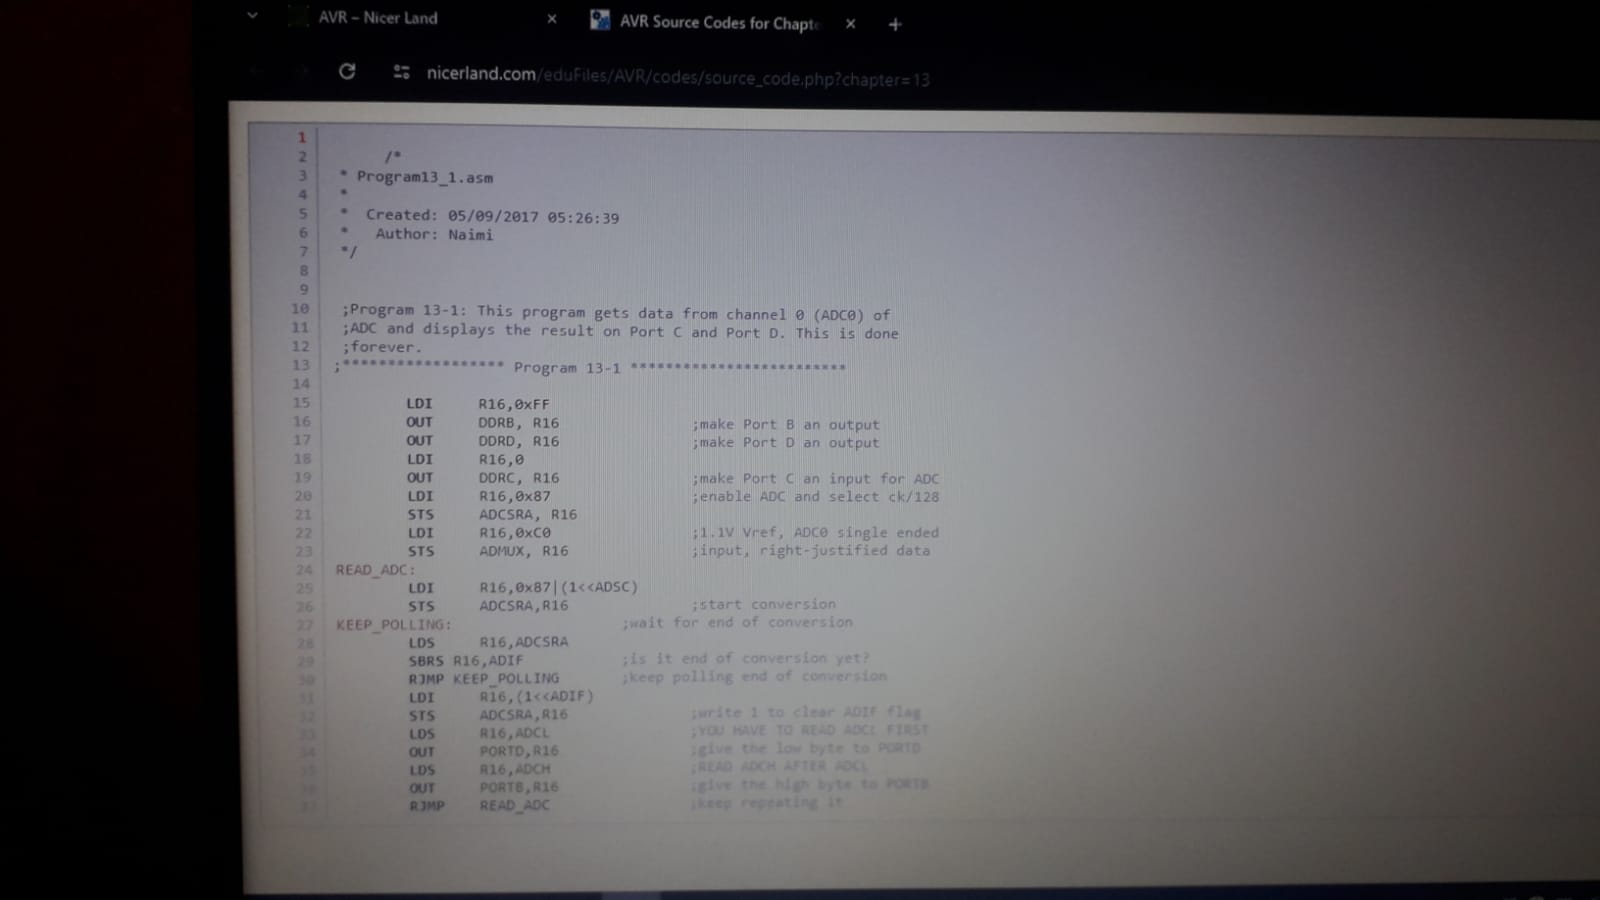 AVR – Nicer Land
AVR Source Codes for Chapt
nicerland.com/eduFiles/AVR/codes/source_code.php?chapter=13
1
2 /*
3 * Program13_1.asm
4 *
5 * Created: 05/09/2017 05:26:39
6 * Author: Naimi
7 */
8
9
10 ;Program 13-1: This program gets data from channel 0 (ADC0) of
11 ;ADC and displays the result on Port C and Port D. This is done
12 ;forever.
13 ;****************** Program 13-1 ************************
14
15 LDI R16,0xFF
16 OUT DDRB, R16 ;make Port B an output
17 OUT DDRD, R16 ;make Port D an output
18 LDI R16,0
19 OUT DDRC, R16 ;make Port C an input for ADC
20 LDI R16,0x87 ;enable ADC and select ck/128
21 STS ADCSRA, R16
22 LDI R16,0xC0 ;1.1V Vref, ADC0 single ended
23 STS ADMUX, R16 ;input, right-justified data
24 READ_ADC:
25 LDI R16,0x87|(1<<ADSC)
26 STS ADCSRA,R16 ;start conversion
27 KEEP_POLLING: ;wait for end of conversion
28 LDS R16,ADCSRA
29 SBRS R16,ADIF ;is it end of conversion yet?
30 RJMP KEEP_POLLING ;keep polling end of conversion
31 LDI R16,(1<<ADIF)
32 STS ADCSRA,R16 ;write 1 to clear ADIF flag
33 LDS R16,ADCL ;YOU HAVE TO READ ADCL FIRST
34 OUT PORTD,R16 ;give the low byte to PORTD
35 LDS R16,ADCH ;READ ADCH AFTER ADCL
36 OUT PORTB,R16 ;give the high byte to PORTB
37 RJMP READ_ADC ;keep repeating it